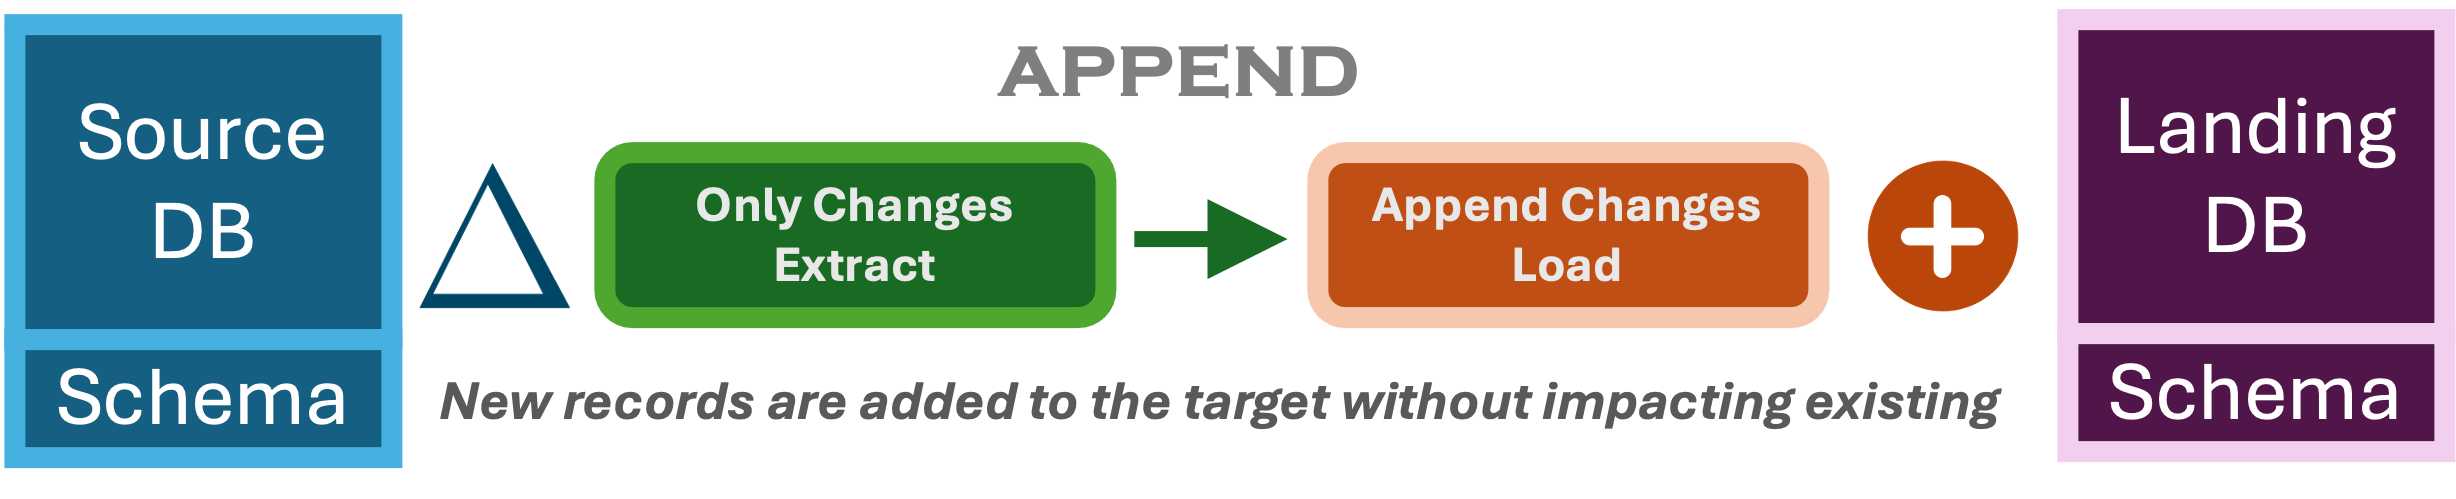 APPEND
Source
DB
Schema
Only Changes
Extract
Append Changes
Load
New records are added to the target without impacting existing
Landing
DB
Schema